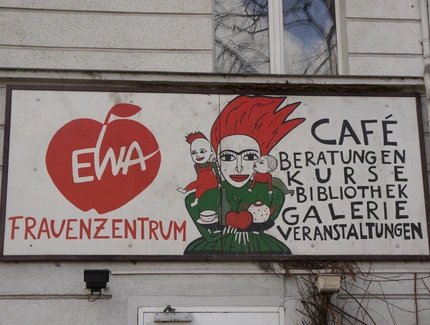 EWA
FRAUENZENTRUM
CAFÉ
BERATUNGEN
KURSE
BIBLIOTHEK
GALERIE
VERANSTALTUNGEN